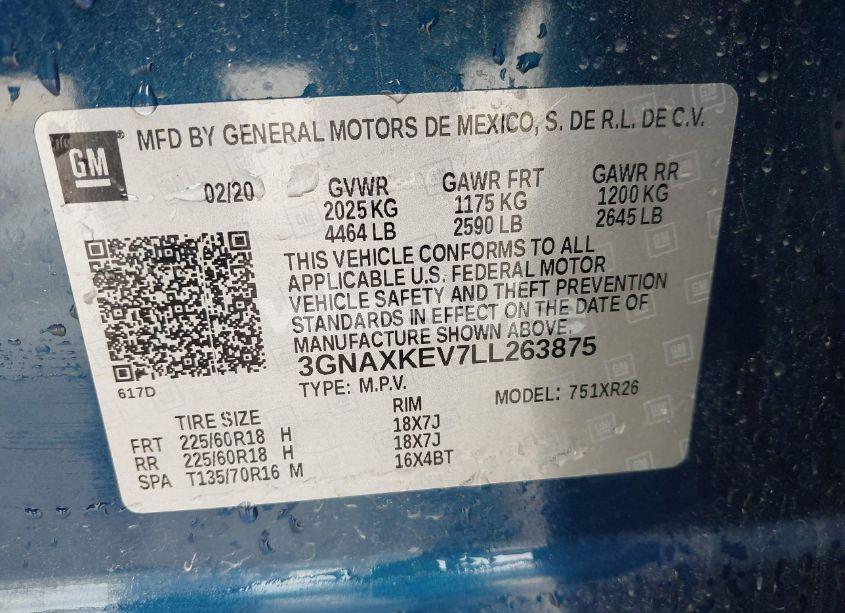 GM
MFD BY GENERAL MOTORS DE MEXICO, S. DE R.L. DE C.V.
02/20 GVWR GAWR FRT GAWR RR
2025 KG 1175 KG 1200 KG
4464 LB 2590 LB 2645 LB
THIS VEHICLE CONFORMS TO ALL
APPLICABLE U.S. FEDERAL MOTOR
VEHICLE SAFETY AND THEFT PREVENTION
STANDARDS IN EFFECT ON THE DATE OF
MANUFACTURE SHOWN ABOVE.
3GNAXKEV7LL263875
617D
TYPE: M.P.V. MODEL: 751XR26
TIRE SIZE RIM
FRT 225/60R18 H 18X7J
RR 225/60R18 H 18X7J
SPA T135/70R16 M 16X4BT